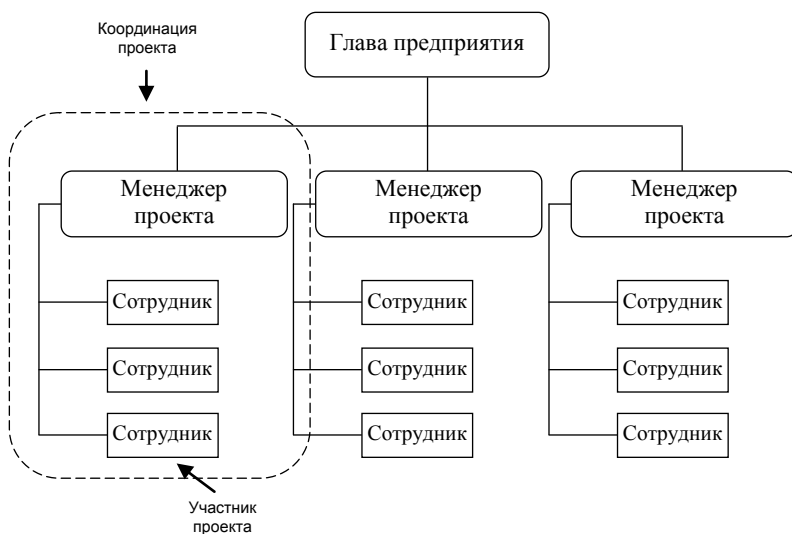 Координация
проекта
Глава предприятия
Менеджер
проекта
Менеджер
проекта
Менеджер
проекта
Сотрудник
Сотрудник
Сотрудник
Сотрудник
Сотрудник
Сотрудник
Сотрудник
Сотрудник
Сотрудник
Участник
проекта